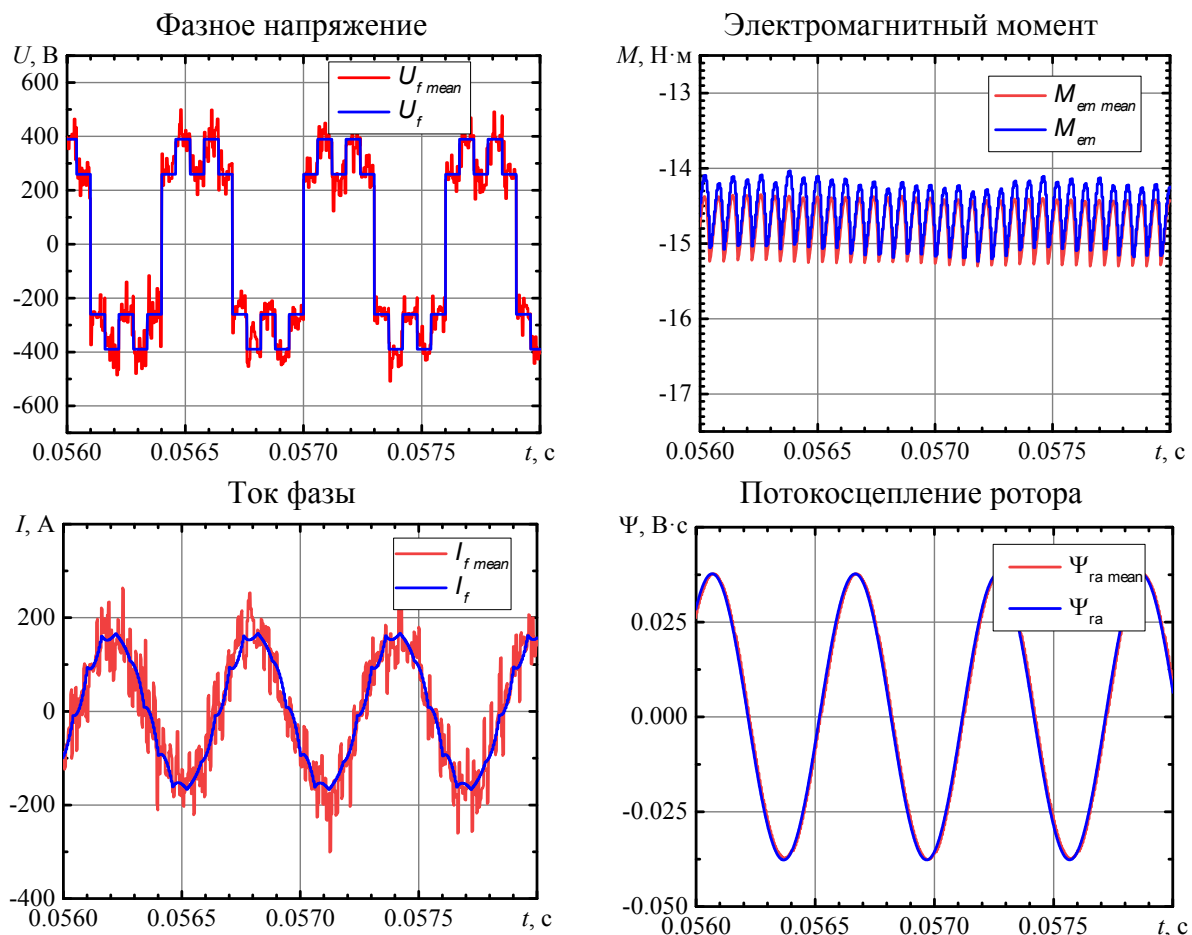 Фазное напряжение
U, В
600
400
200
0
-200
-400
-600
U f mean
U f
0.0560
0.0565
0.0570
0.0575
t, с
Электромагнитный момент
M, Н·м
-13
-14
-15
-16
-17
M em mean
M em
0.0560
0.0565
0.0570
0.0575
t, с
Ток фазы
I, А
200
0
-200
-400
I f mean
I f
0.0560
0.0565
0.0570
0.0575
t, с
Потокосцепление ротора
Ψ, В·с
0.025
0.000
-0.025
-0.050
Ψ ra mean
Ψ ra
0.0560
0.0565
0.0570
0.0575
t, с